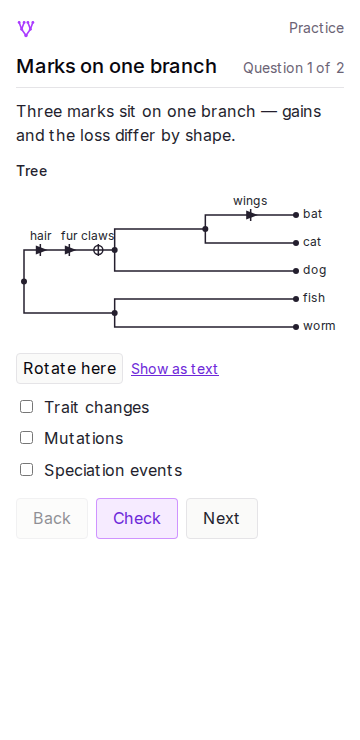 Practice
Marks on one branch
Question 1 of 2
Three marks sit on one branch — gains
and the loss differ by shape.
Tree
wings
bat
hair fur claws
cat
dog
fish
worm
Rotate here
Show as text
Trait changes
Mutations
Speciation events
Back
Check
Next